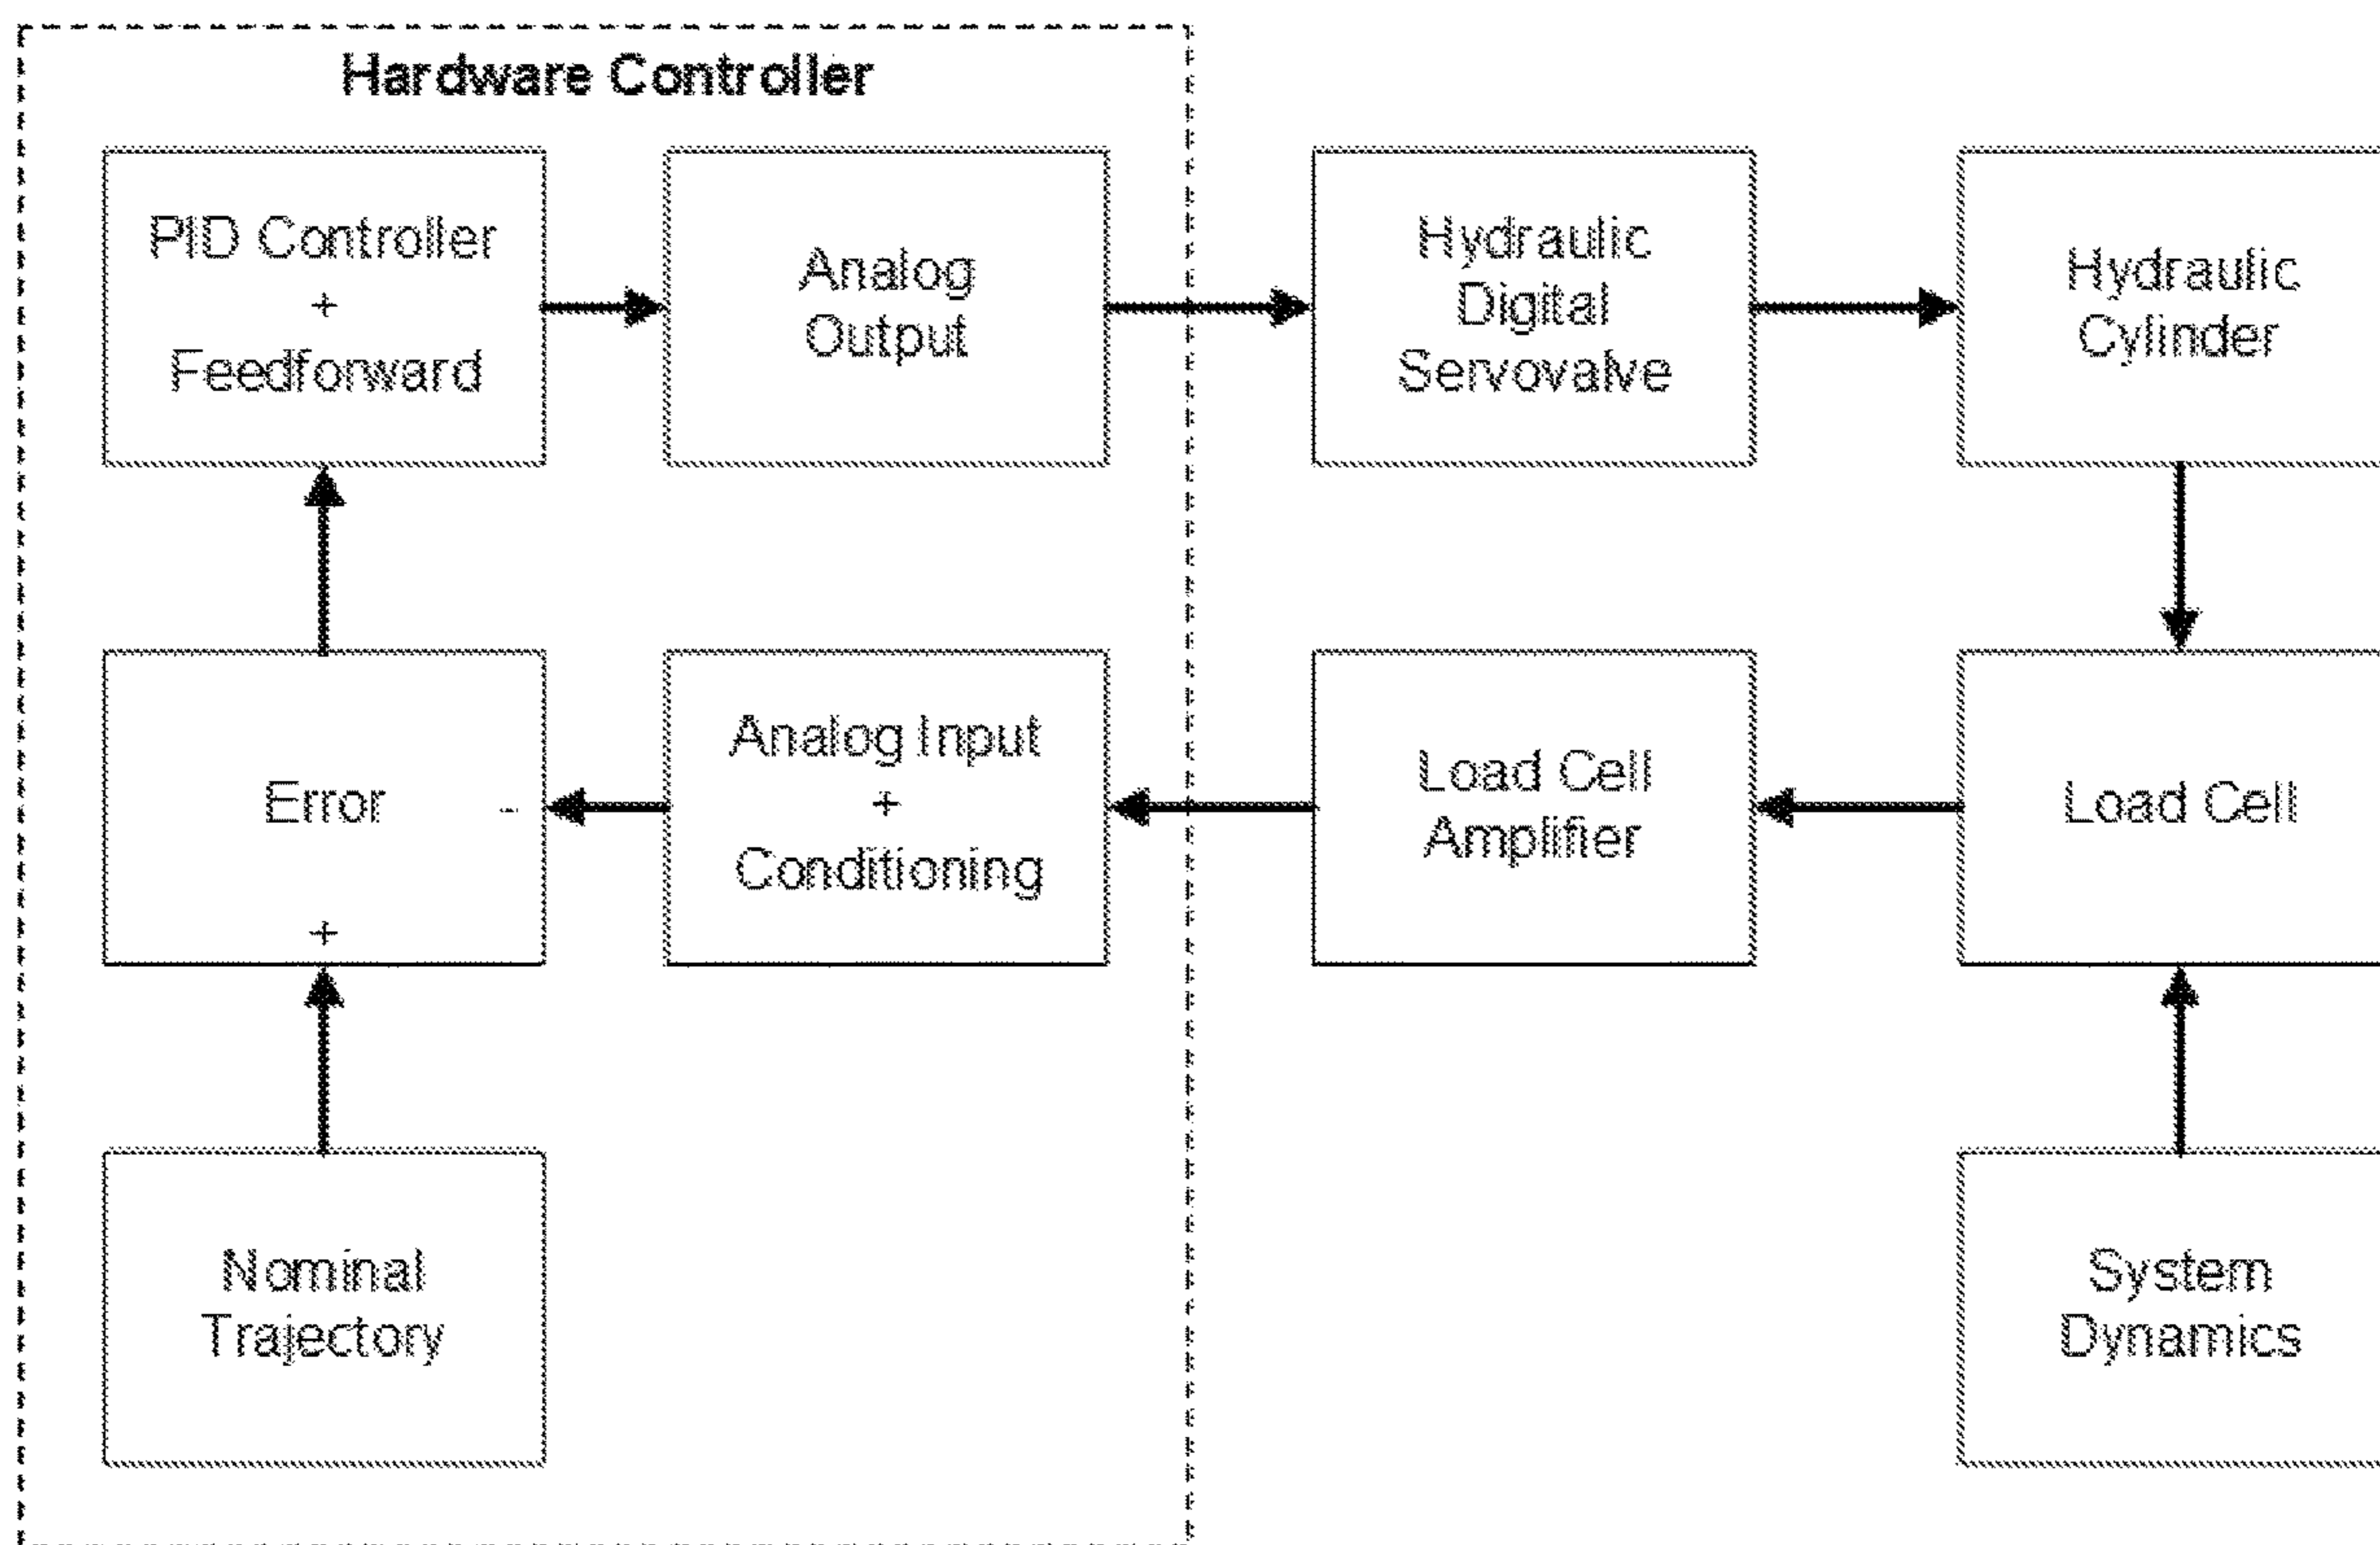 Hardware Controller
PID Controller
+
Feedforward
Analog
Output
Hydraulic
Digital
Servovalve
Hydraulic
Cylinder
Error -
+
Analog Input
+
Conditioning
Load Cell
Amplifier
Load Cell
Nominal
Trajectory
System
Dynamics